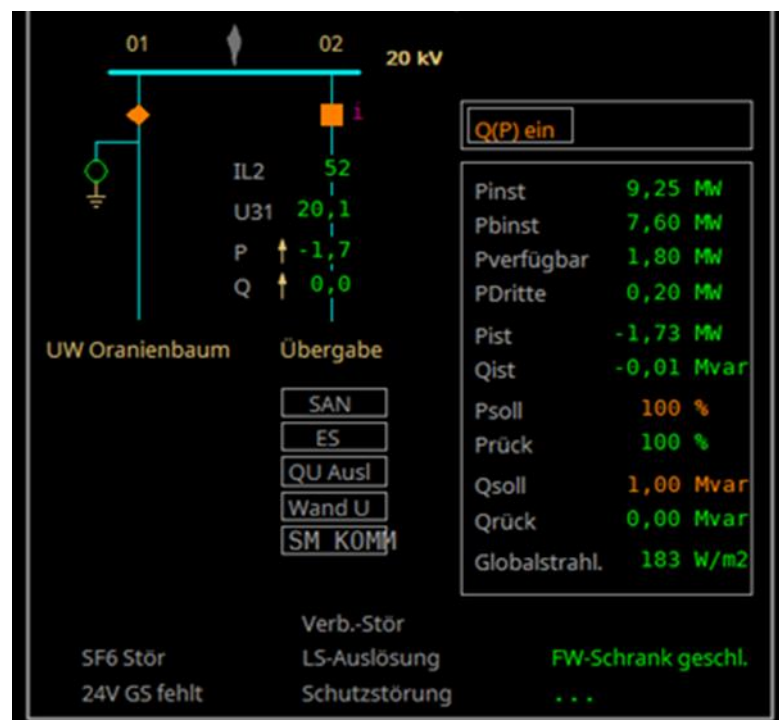 01 02 20 kV
i
Q(P) ein
IL2 52
U31 20,1
P -1,7
Q 0,0
UW Oranienbaum Übergabe
SAN
ES
QU Ausl
Wand U
SM KOMM
Pinst 9,25 MW
Pbinst 7,60 MW
Pverfügbar 1,80 MW
PDritte 0,20 MW
Pist -1,73 MW
Qist -0,01 Mvar
Psoll 100 %
Prück 100 %
Qsoll 1,00 Mvar
Qrück 0,00 Mvar
Globalstrahl. 183 W/m2
Verb.-Stör
SF6 Stör LS-Auslösung FW-Schrank geschl.
24V GS fehlt Schutzstörung ...